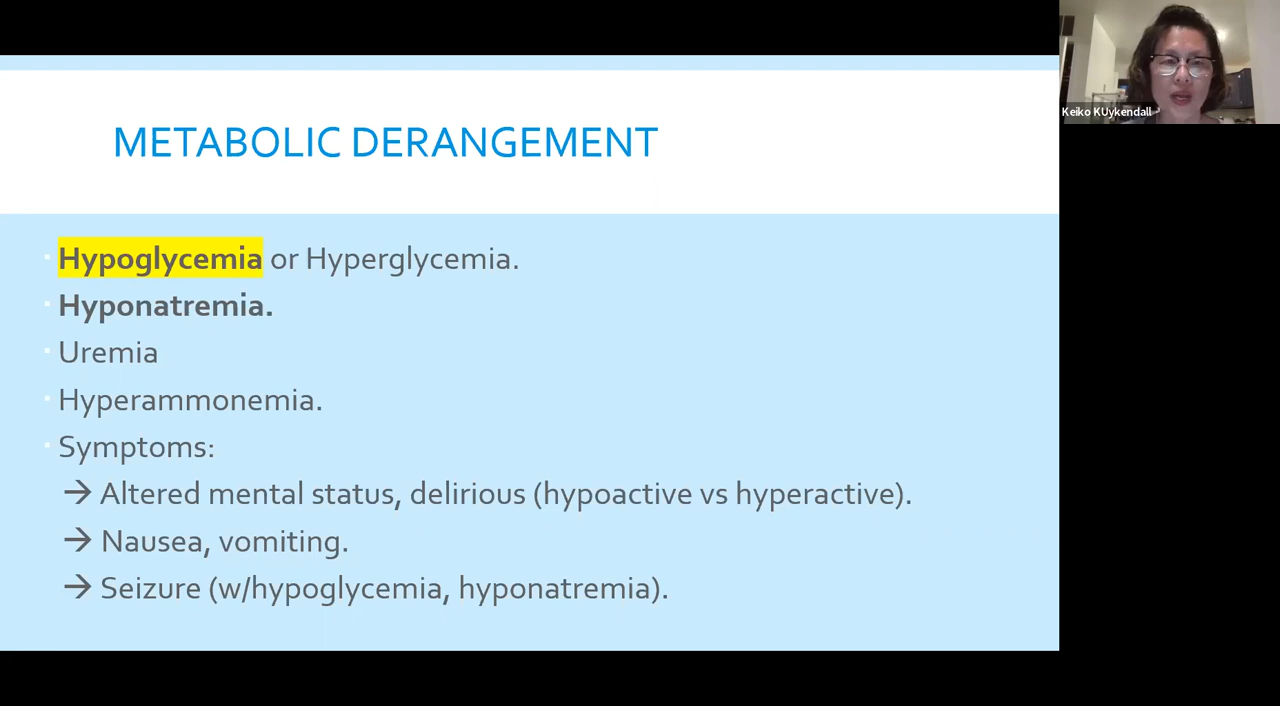 METABOLIC DERANGEMENT
Keiko KUykendall
Hypoglycemia or Hyperglycemia.
Hyponatremia.
Uremia
Hyperammonemia.
Symptoms:
→ Altered mental status, delirious (hypoactive vs hyperactive).
→ Nausea, vomiting.
→ Seizure (w/hypoglycemia, hyponatremia).